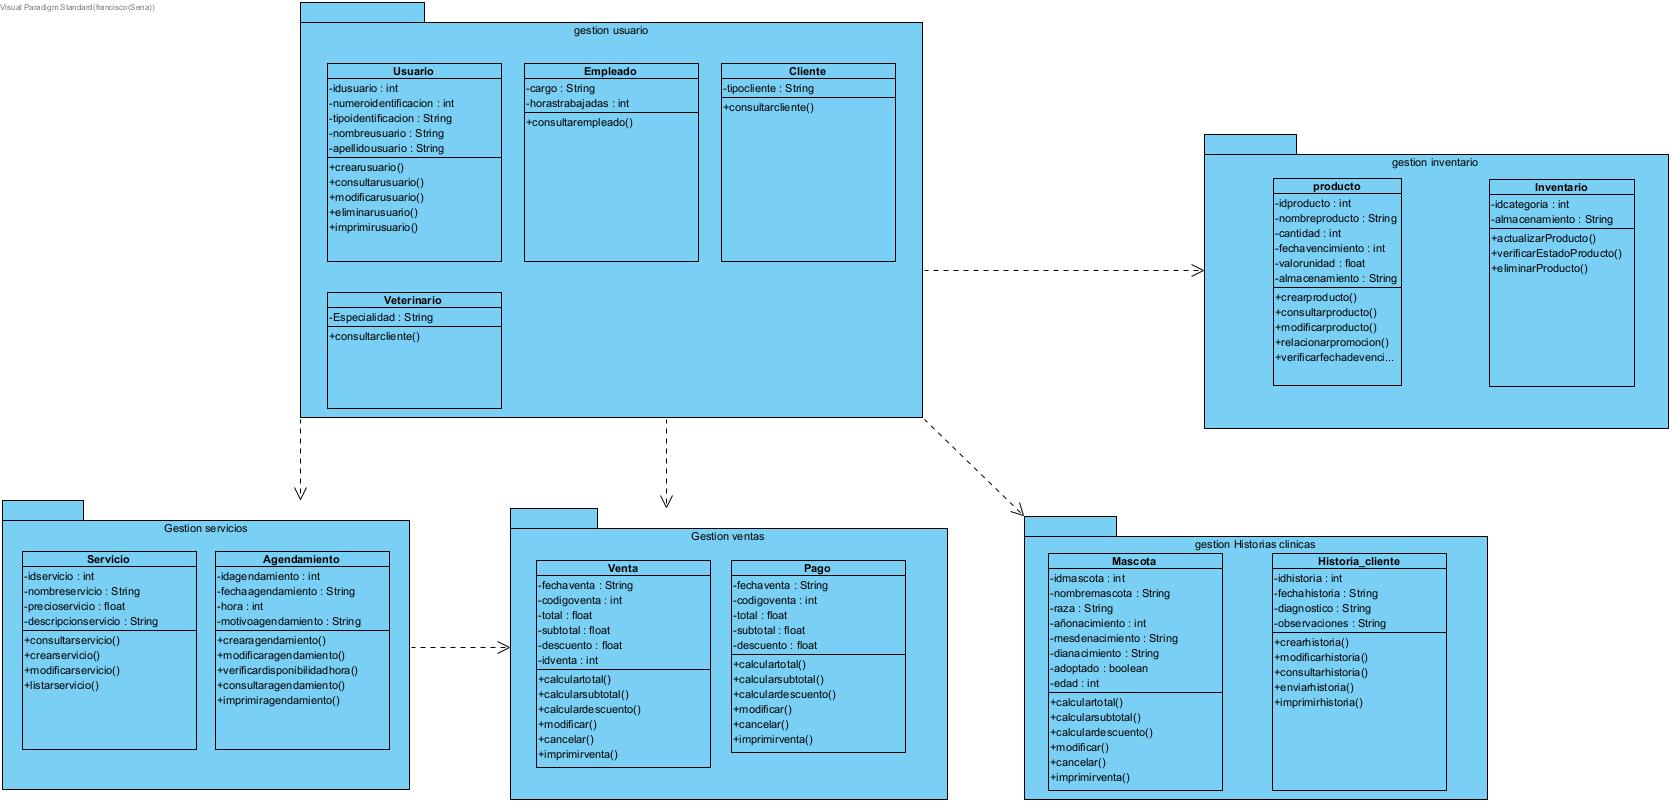 Visual Paradigm Standard(francisco(Sena))
gestion usuario
Usuario
-idusuario : int
-numeroidentificacion : int
-tipoidentificacion : String
-nombreusuario : String
-apellidousuario : String
+crearusuario()
+consultarusuario()
+modificarusuario()
+eliminarusuario()
+imprimirusuario()
Empleado
-cargo : String
-horastrabajadas : int
+consultarempleado()
Cliente
-tipocliente : String
+consultarcliente()
Veterinario
-Especialidad : String
+consultarcliente()
gestion inventario
producto
-idproducto : int
-nombreproducto : String
-cantidad : int
-fechavencimiento : int
-valorunidad : float
-almacenamiento : String
+crearproducto()
+consultarproducto()
+modificarproducto()
+relacionarpromocion()
+verificarfechadevenci...
Inventario
-idcategoria : int
-almacenamiento : String
+actualizarProducto()
+verificarEstadoProducto()
+eliminarProducto()
Gestion servicios
Servicio
-idservicio : int
-nombreservicio : String
-precioservicio : float
-descripcionservicio : String
+consultarservicio()
+crearservicio()
+modificarservicio()
+listarservicio()
Agendamiento
-idagendamiento : int
-fechaagendamiento : String
-hora : int
-motivoagendamiento : String
+crearagendamiento()
+modificaragendamiento()
+verificardisponibilidadhora()
+consultaragendamiento()
+imprimiragendamiento()
Gestion ventas
Venta
-fechaventa : String
-codigoventa : int
-total : float
-subtotal : float
-descuento : float
-idventa : int
+calculartotal()
+calcularsubtotal()
+calculardescuento()
+modificar()
+cancelar()
+imprimirventa()
Pago
-fechaventa : String
-codigoventa : int
-total : float
-subtotal : float
-descuento : float
+calculartotal()
+calcularsubtotal()
+calculardescuento()
+modificar()
+cancelar()
+imprimirventa()
gestion Historias clinicas
Mascota
-idmascota : int
-nombremascota : String
-raza : String
-añonacimiento : int
-mesdenacimiento : String
-dianacimiento : String
-adoptado : boolean
-edad : int
+calculartotal()
+calcularsubtotal()
+calculardescuento()
+modificar()
+cancelar()
+imprimirventa()
Historia_cliente
-idhistoria : int
-fechahistoria : String
-diagnostico : String
-observaciones : String
+crearhistoria()
+modificarhistoria()
+consultarhistoria()
+enviarhistoria()
+imprimirhistoria()